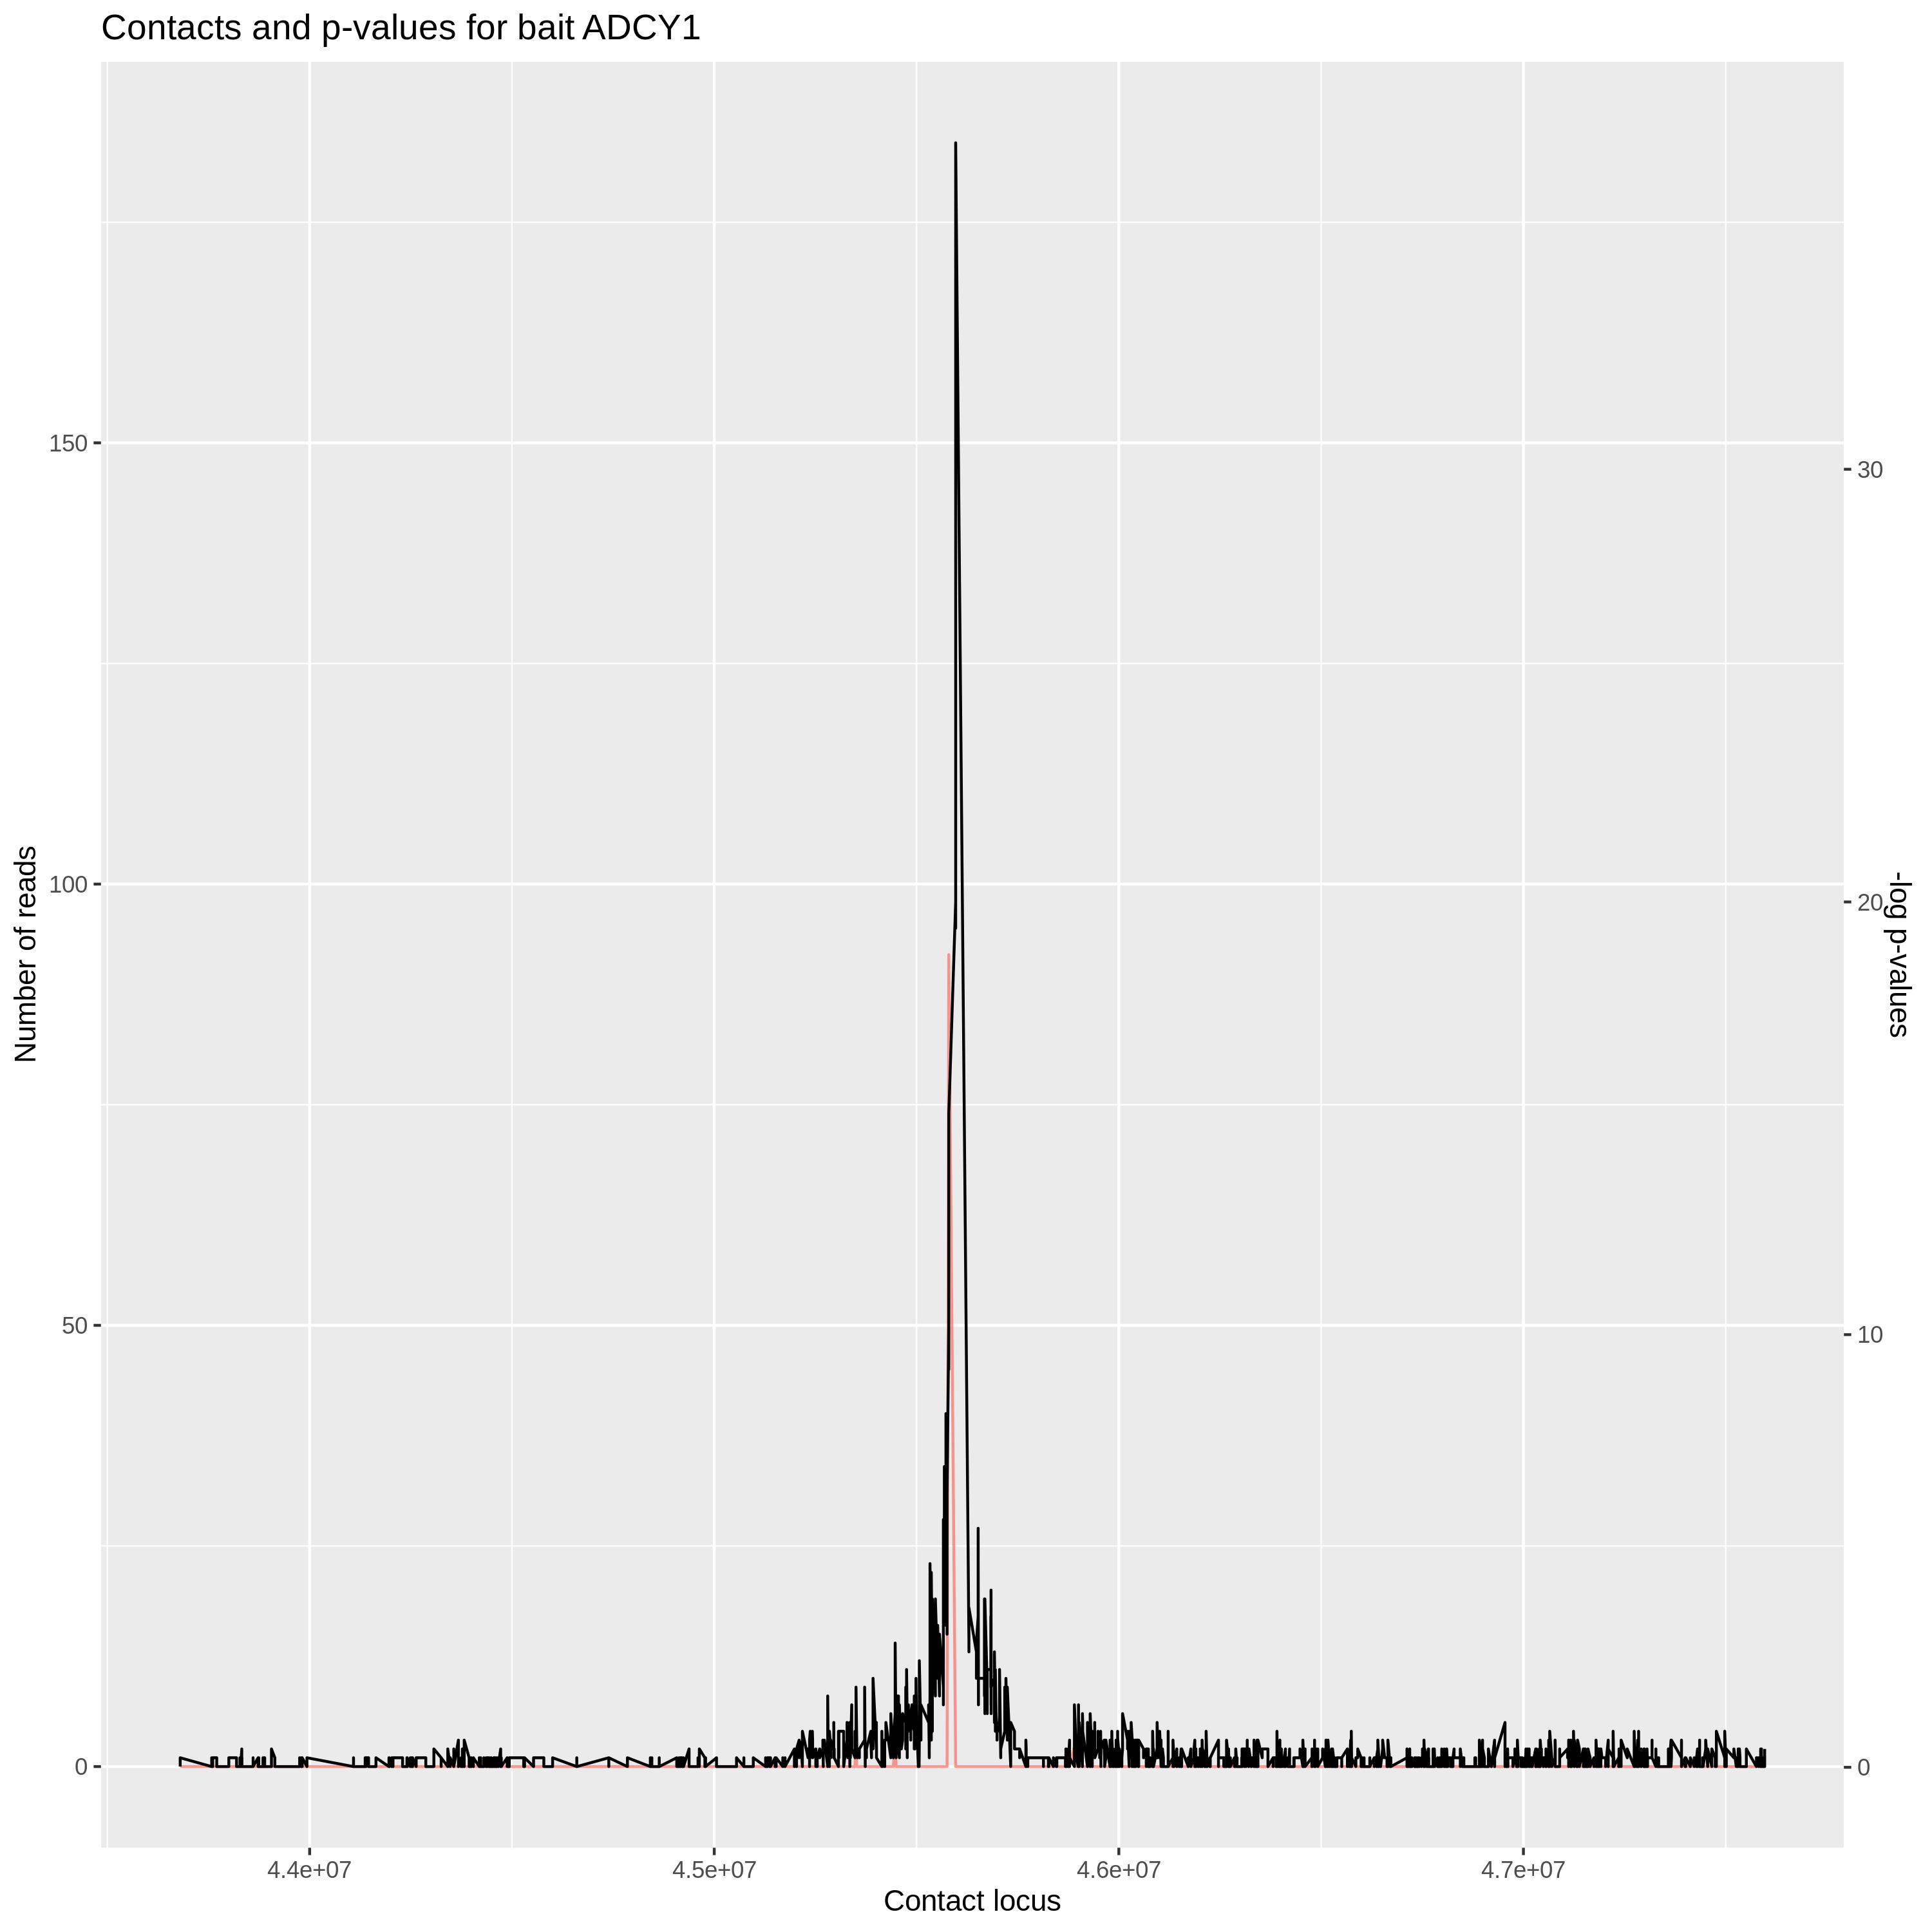 Contacts and p-values for bait ADCY1
Number of reads
150
100
50
0
30
20
10
0
-log p-values
4.4e+07
4.5e+07
4.6e+07
4.7e+07
Contact locus